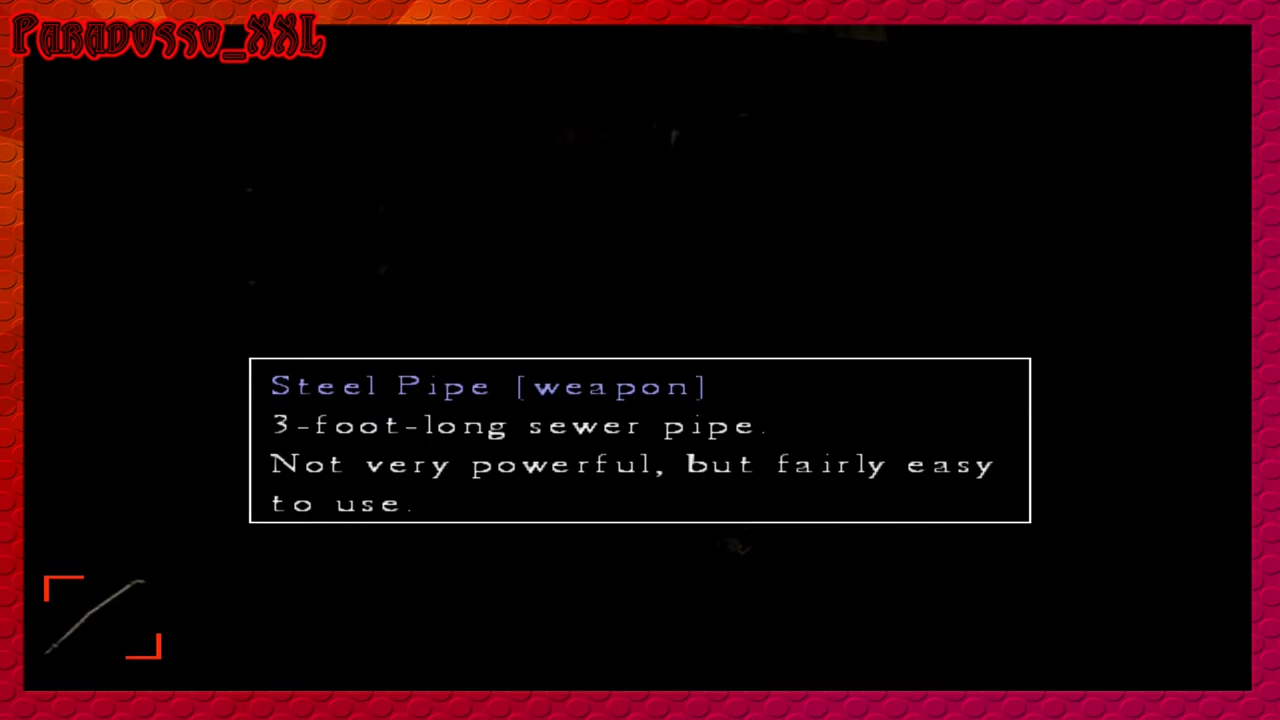 Paradosso_XXL
Steel Pipe [weapon]
3-foot-long sewer pipe.
Not very powerful, but fairly easy
to use.